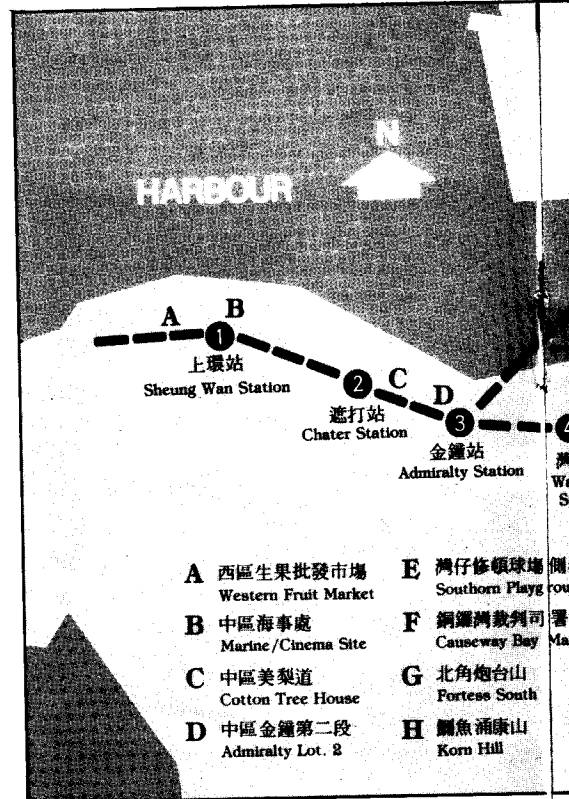 N
HARBOUR
A
B
1
上環站
Sheung Wan Station
2
遮打站
Chater Station
C
D
3
金鐘站
Admiralty Station
4
灣
Wa
S
A 西區生果批發市場
Western Fruit Market
B 中區海事處
Marine/Cinema Site
C 中區美梨道
Cotton Tree House
D 中區金鐘第二段
Admiralty Lot. 2
E 灣仔修頓球場側
Southorn Playgrou
F 銅鑼灣裁判司署
Causeway Bay Ma
G 北角炮台山
Fortess South
H 鰂魚涌康山
Korn Hill